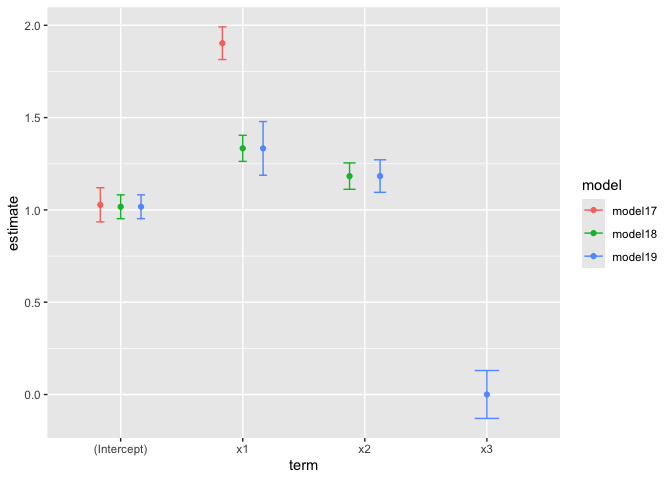 2.0
1.5
1.0
0.5
0.0
estimate
(Intercept) x1 x2 x3
term
model
model17
model18
model19